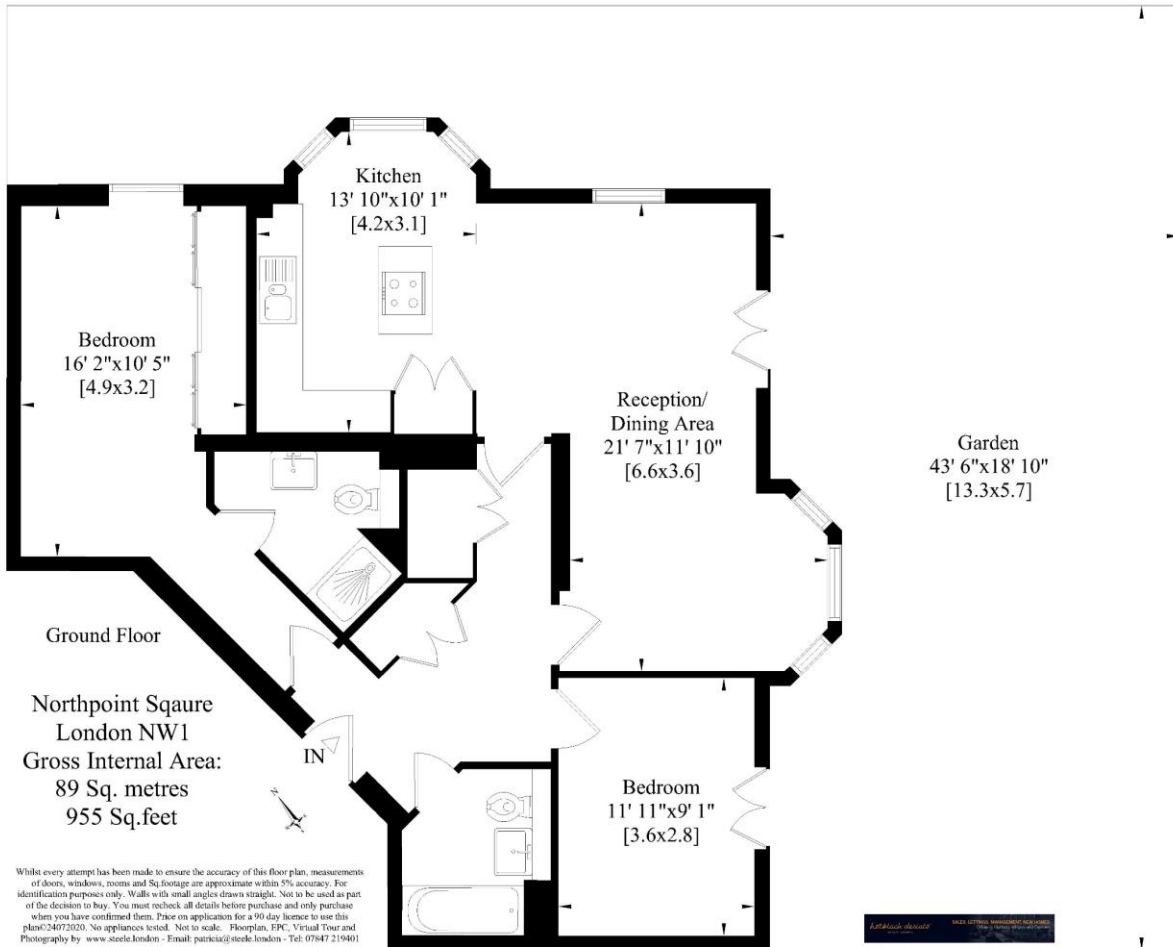 Kitchen
13' 10"x10' 1"
[4.2x3.1]
Bedroom
16' 2"x10' 5"
[4.9x3.2]
Reception/
Dining Area
21' 7"x11' 10"
[6.6x3.6]
Garden
43' 6"x18' 10"
[13.3x5.7]
Ground Floor
Northpoint Sqaure
London NW1
Gross Internal Area:
89 Sq. metres
955 Sq.feet
IN
N
Bedroom
11' 11"x9' 1"
[3.6x2.8]
Whilst every attempt has been made to ensure the accuracy of this floor plan, measurements
of doors, windows, rooms and Sq.footage are approximate within 5% accuracy. For
identification purposes only. Walls with small angles drawn straight. Not to be used as part
of the decision to buy. You must recheck all details before purchase and only purchase
when you have confirmed them. Price on application for a 90 day licence to use this
plan©24072020. No appliances tested. Not to scale. Floorplan, EPC, Virtual Tour and
Photography by www.steele.london - Email: patricia@steele.london - Tel: 07847 219401
SALES LETTINGS MANAGEMENT NEW HOMES